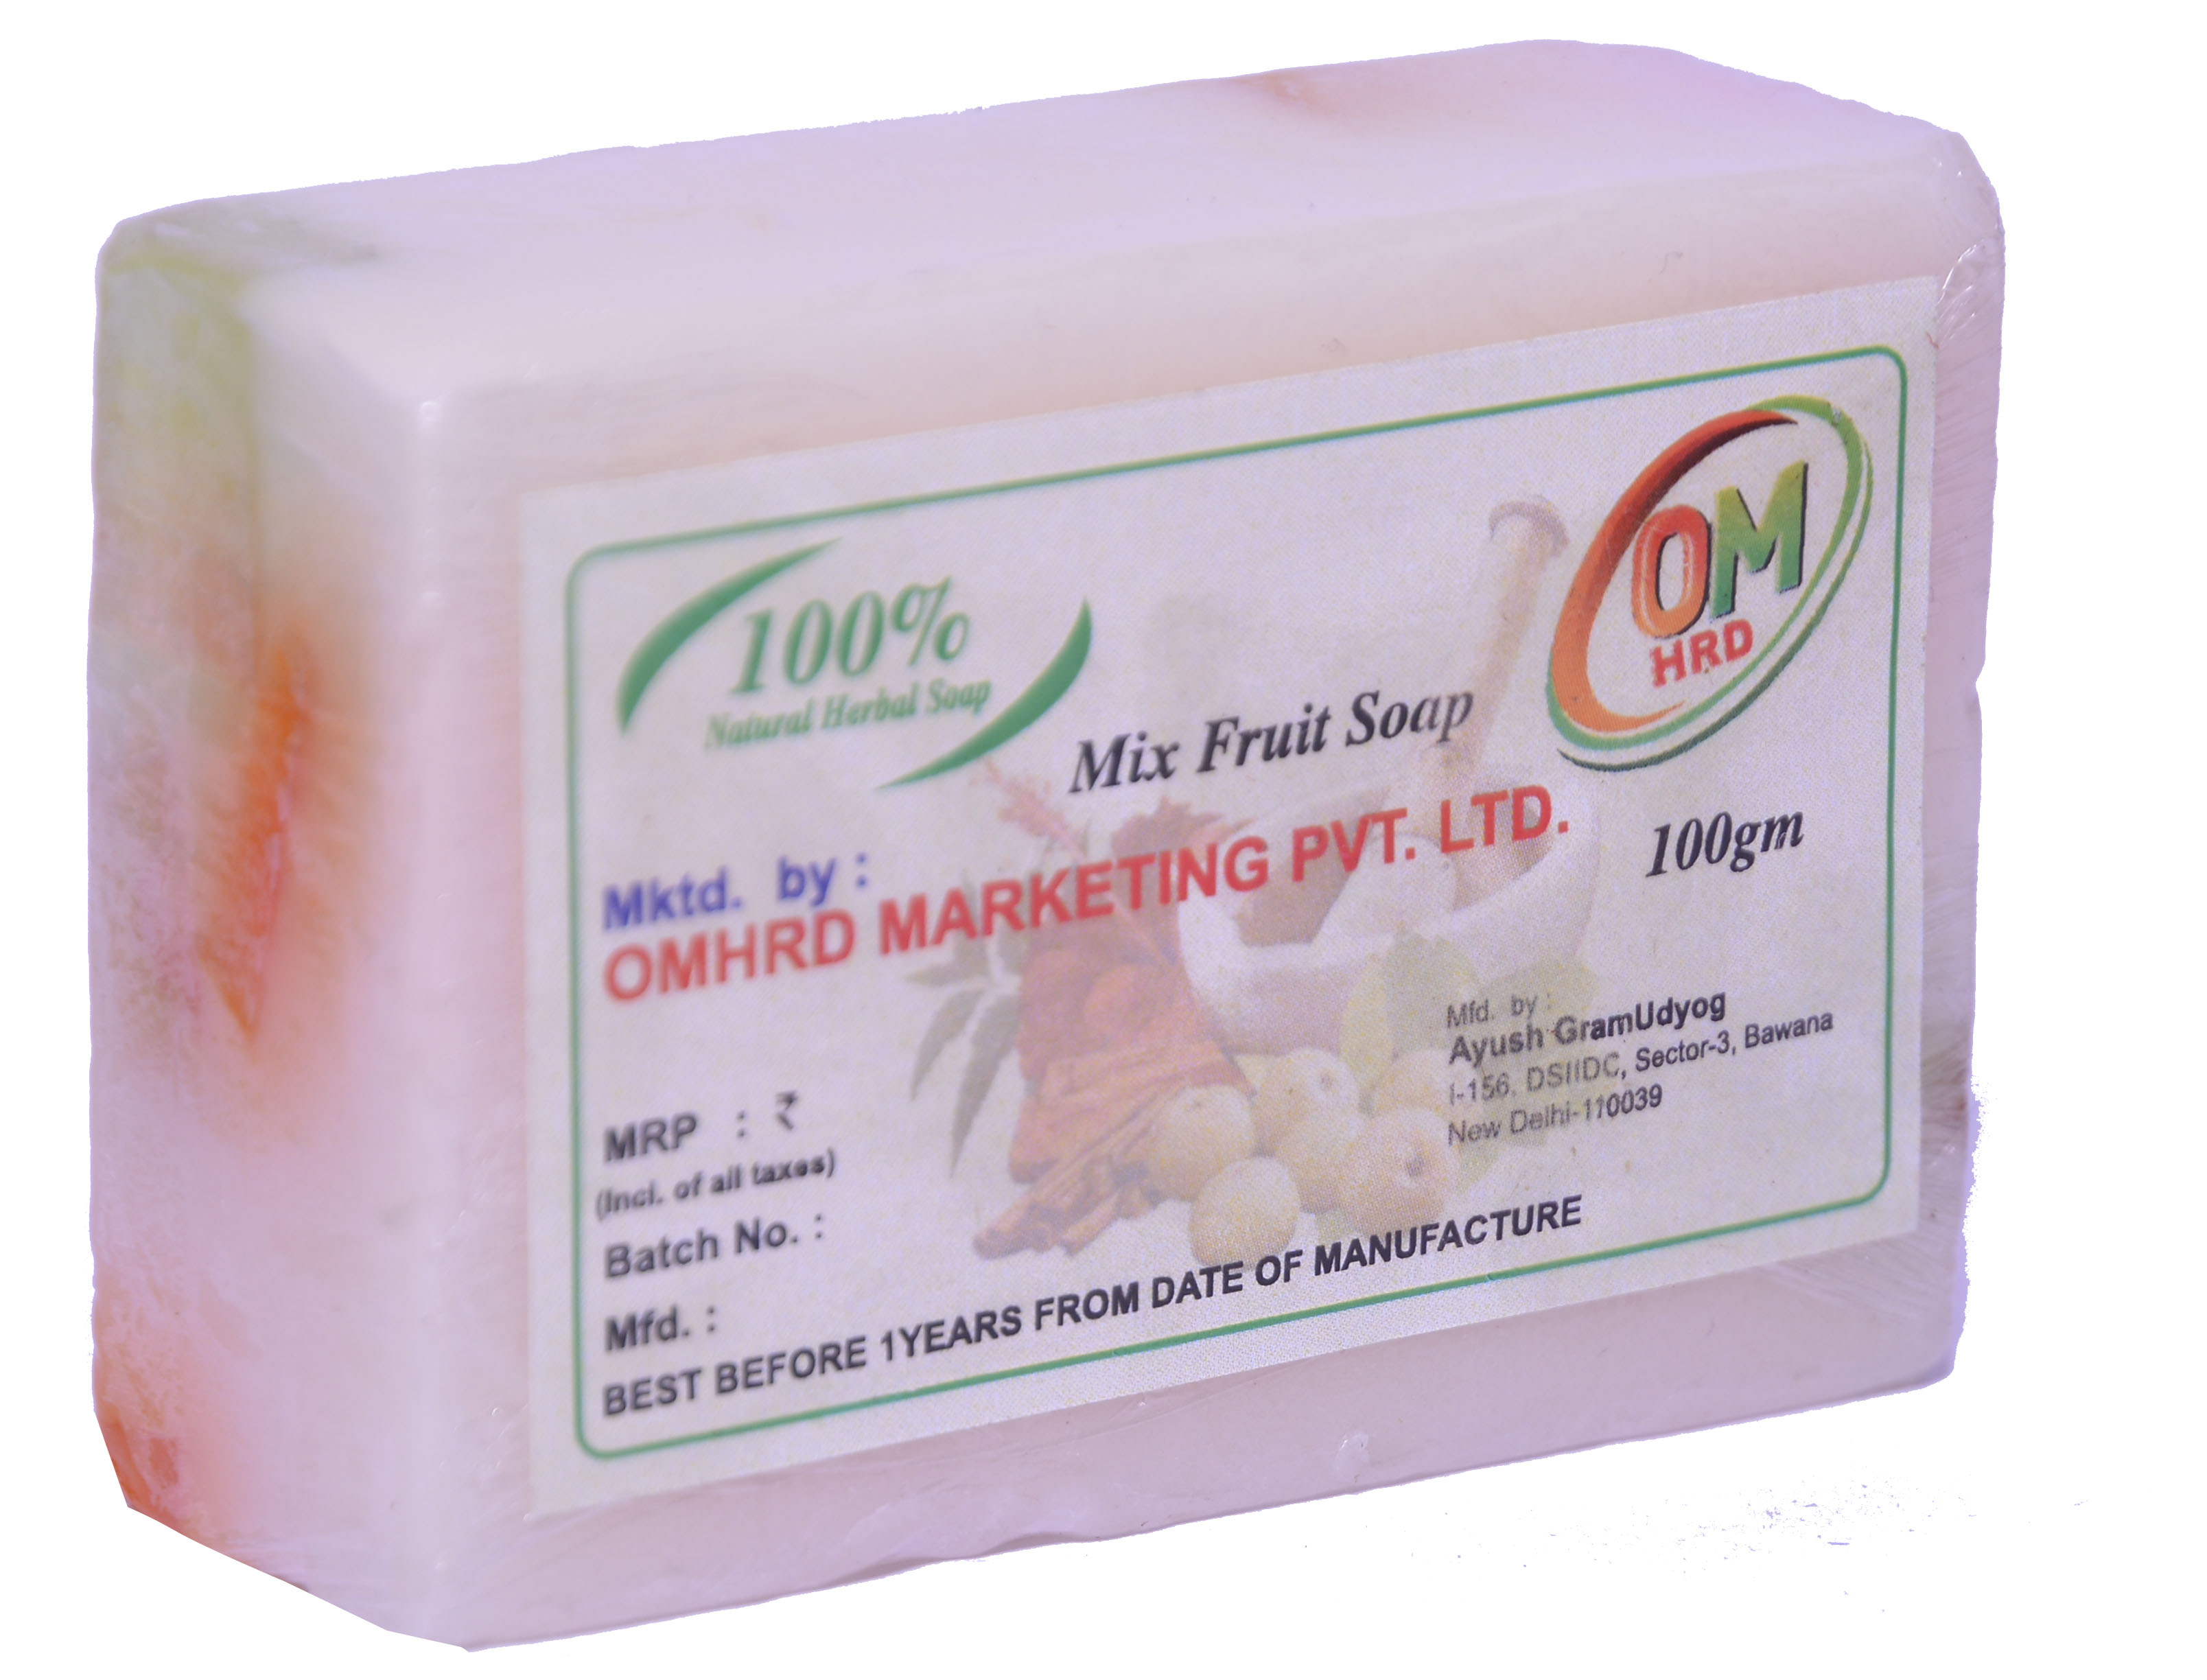 100%
Natural Herbal Soap
OM
HRD
Mix Fruit Soap
100gm
Mktd. by :
OMHRD MARKETING PVT. LTD.
Mfd. by :
Ayush GramUdyog
I-156, DSIIDC, Sector-3, Bawana
New Delhi-110039
MRP : ₹
(Incl. of all taxes)
Batch No. :
Mfd. :
BEST BEFORE 1YEARS FROM DATE OF MANUFACTURE